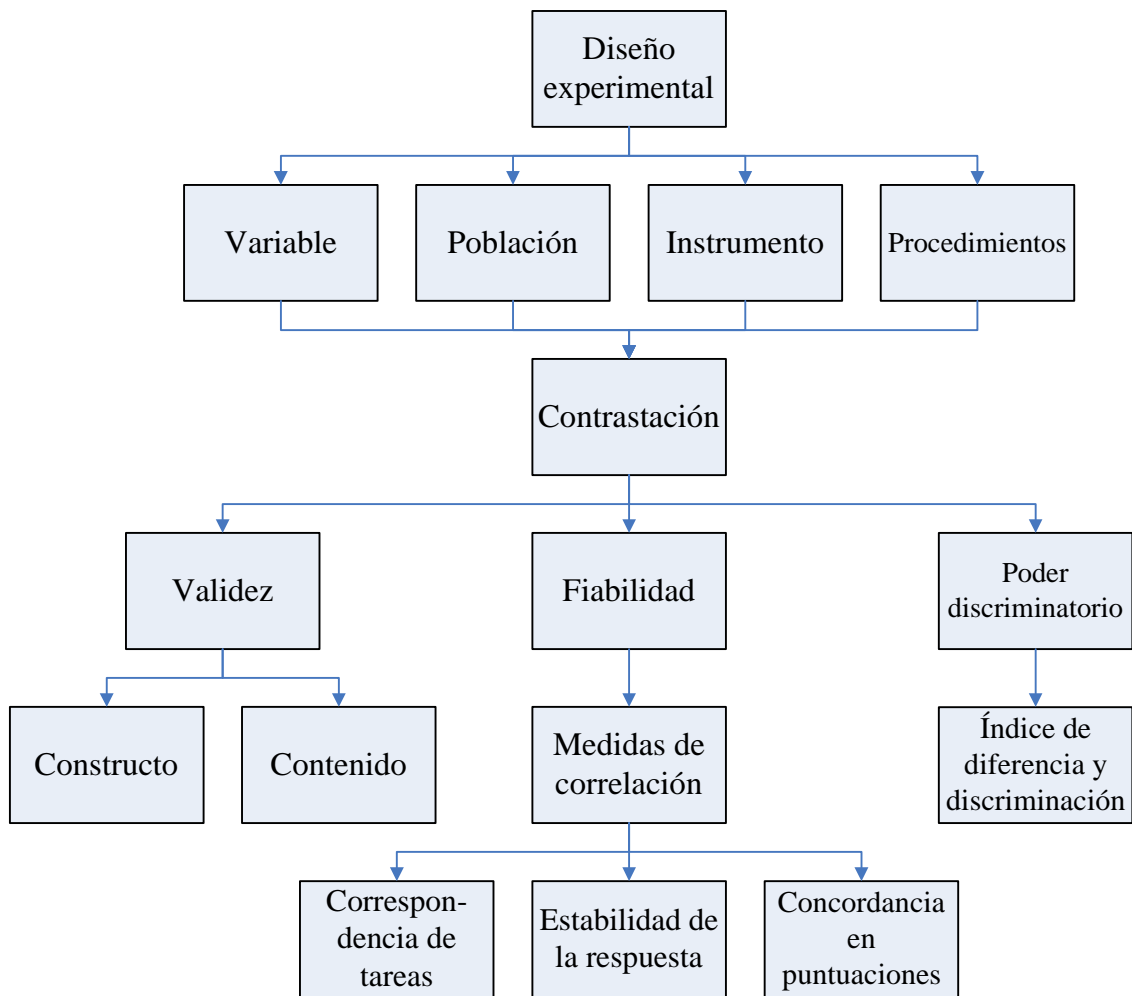 Diseño
experimental
Variable
Población
Instrumento
Procedimientos
Contrastación
Validez
Fiabilidad
Poder
discriminatorio
Constructo
Contenido
Medidas de
correlación
Índice de
diferencia y
discriminación
Correspon-
dencia de
tareas
Estabilidad de
la respuesta
Concordancia
en
puntuaciones